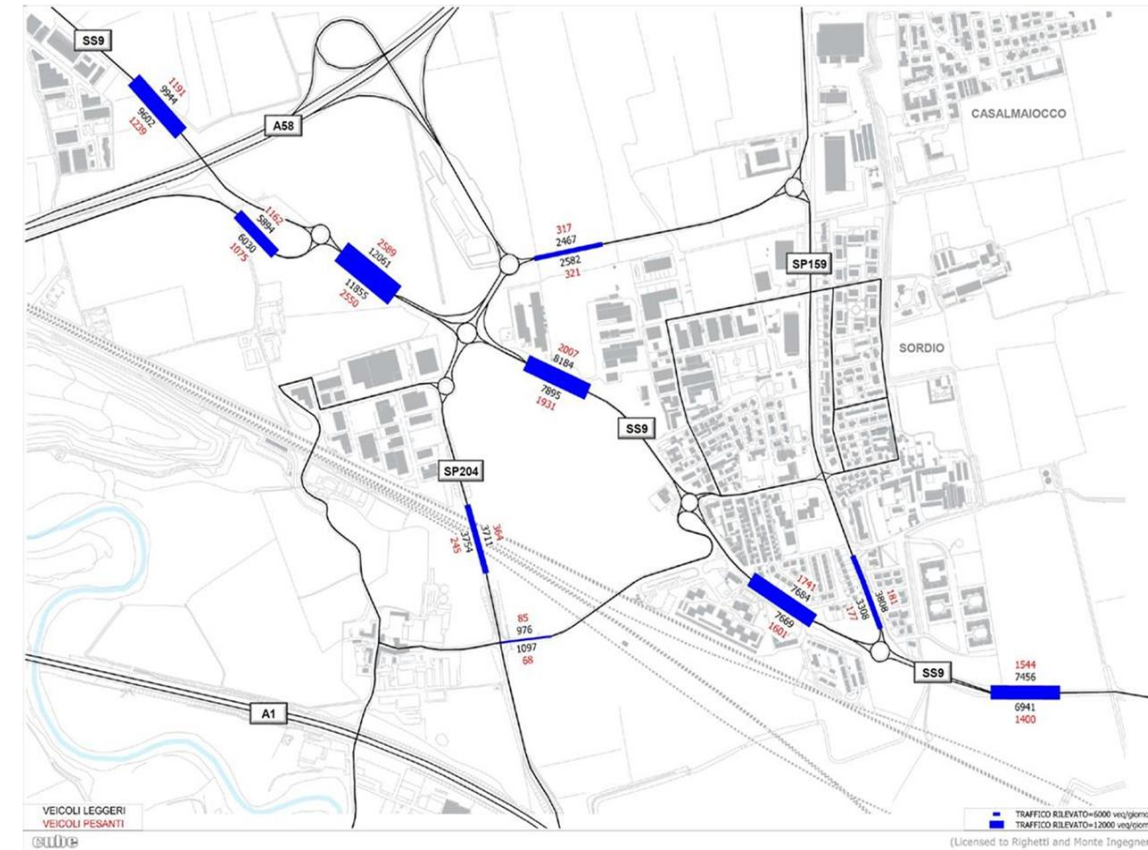 SS9
1191
9944
9602
1239
A58
CASALMAIOCCO
1162
5894
6030
1075
2589
12061
11855
2550
317
2467
2582
321
SP159
SORDIO
2007
8184
7895
1931
SS9
SP204
364
3711
3754
245
1741
7684
7669
1601
181
3808
3308
177
85
976
1097
68
SS9
1544
7456
6941
1400
A1
VEICOLI LEGGERI
VEICOLI PESANTI
TRAFFICO RILEVATO=6000 veq/giorno
TRAFFICO RILEVATO=12000 veq/giorn
cube
(Licensed to Righetti and Monte Ingegner